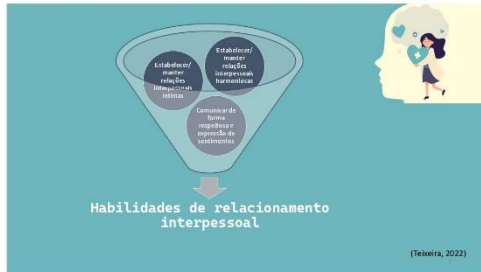 Estabelecer/
manter
relações
interpessoais
harmoniosas
Estabelecer/
manter
relações
interpessoais
íntimas
Comunicar de
forma
respeitosa e
expressão de
sentimentos
Habilidades de relacionamento
interpessoal
(Teixeira, 2022)